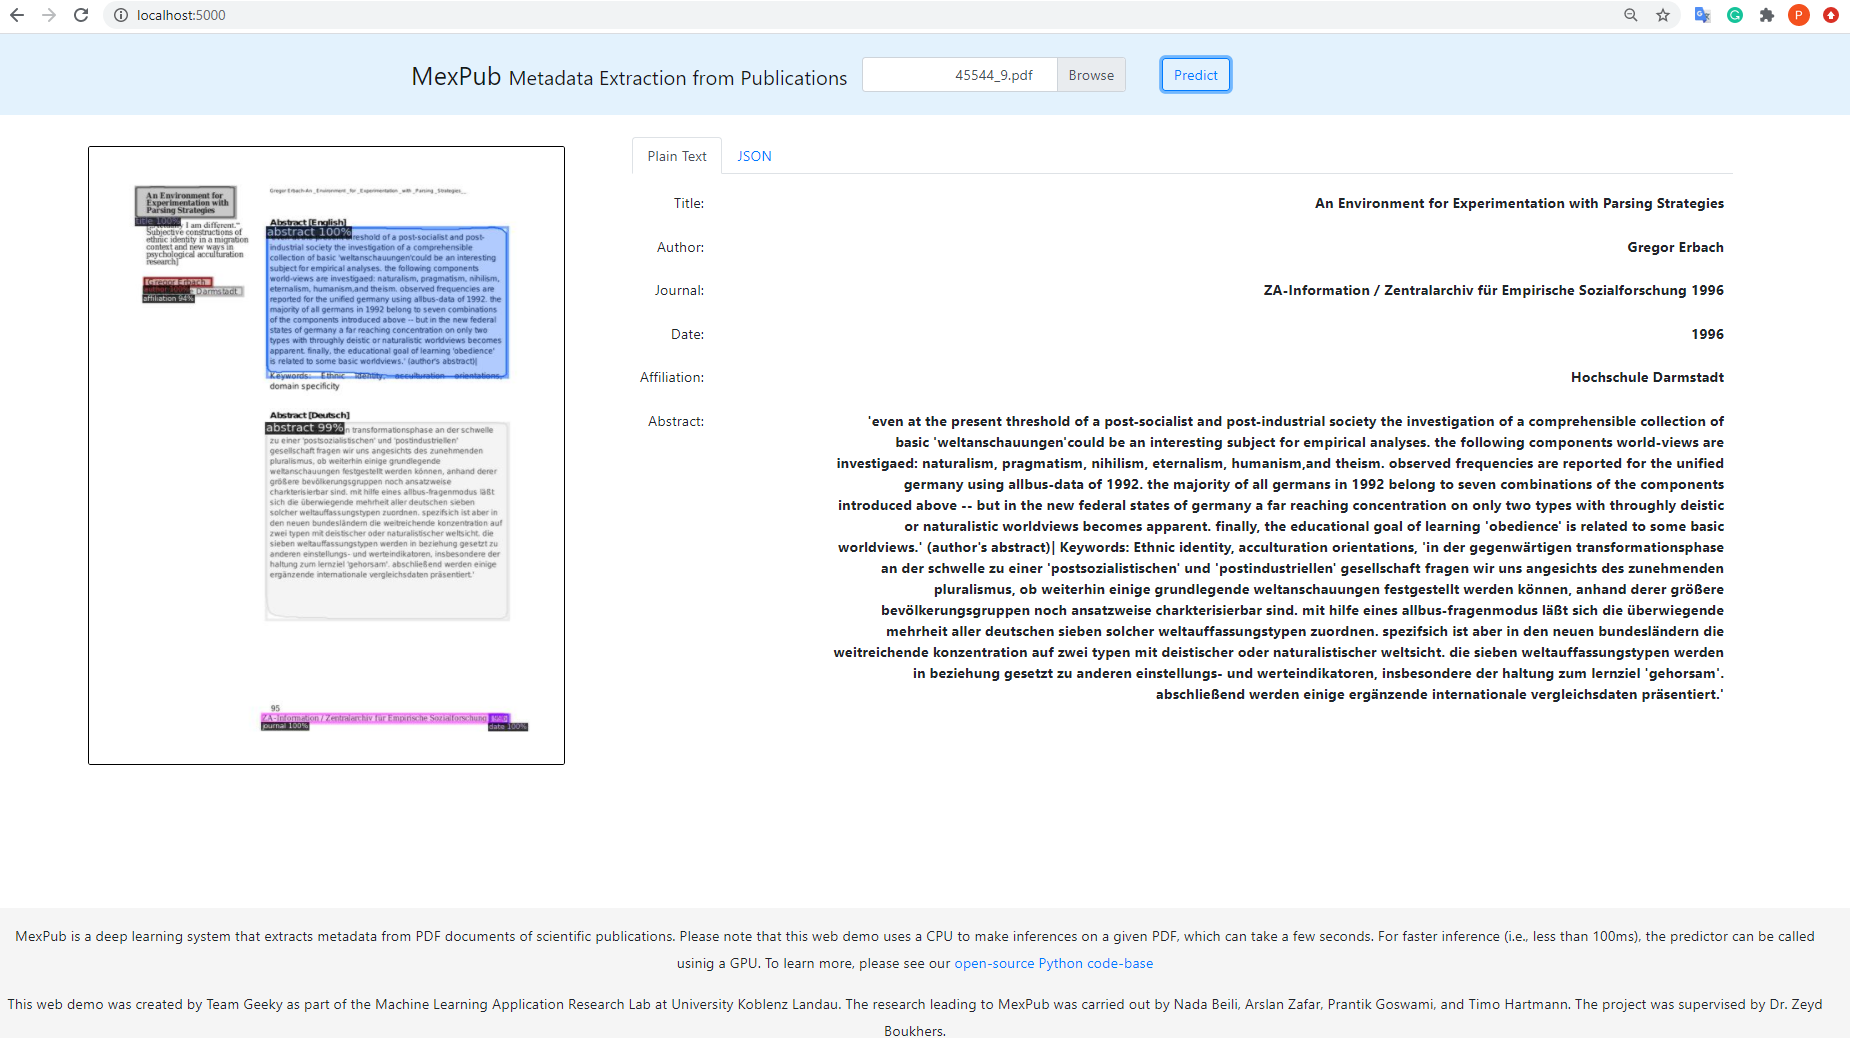 localhost:5000
P
MexPub Metadata Extraction from Publications
45544_9.pdf
Browse
Predict
An Environment for
Experimentation with
Parsing Strategies
title 100%
I am different."
Subjective constructions of
ethnic identity in a migration
context and new ways in
psychological acculturation
research]
Gregor Erbach
Darmstadt
affiliation 94%
Gregor Erbach-An _Environment _for _Experimentation _with _Parsing _Strategies__
Abstract [English]
abstract 100%
threshold of a post-socialist and post-
industrial society the investigation of a comprehensible
collection of basic 'weltanschauungen'could be an interesting
subject for empirical analyses. the following components
world-views are investigaed: naturalism, pragmatism, nihilism,
eternalism, humanism,and theism. observed frequencies are
reported for the unified germany using allbus-data of 1992. the
majority of all germans in 1992 belong to seven combinations
of the components introduced above -- but in the new federal
states of germany a far reaching concentration on only two
types with throughly deistic or naturalistic worldviews becomes
apparent. finally, the educational goal of learning 'obedience'
is related to some basic worldviews.' (author's abstract)|
Keywords: Ethnic identity, acculturation orientations,
domain specificity
Abstract [Deutsch]
abstract 99%
n transformationsphase an der schwelle
zu einer 'postsozialistischen' und 'postindustriellen'
gesellschaft fragen wir uns angesichts des zunehmenden
pluralismus, ob weiterhin einige grundlegende
weltanschauungen festgestellt werden können, anhand derer
größere bevölkerungsgruppen noch ansatzweise
charkterisierbar sind. mit hilfe eines allbus-fragenmodus läßt
sich die überwiegende mehrheit aller deutschen sieben
solcher weltauffassungstypen zuordnen. spezifsich ist aber in
den neuen bundesländern die weitreichende konzentration auf
zwei typen mit deistischer oder naturalistischer weltsicht. die
sieben weltauffassungstypen werden in beziehung gesetzt zu
anderen einstellungs- und werteindikatoren, insbesondere der
haltung zum lernziel 'gehorsam'. abschließend werden einige
ergänzende internationale vergleichsdaten präsentiert.'
95
ZA-Information / Zentralarchiv für Empirische Sozialforschung
journal 100%
date 100%
Plain Text
JSON
Title: An Environment for Experimentation with Parsing Strategies
Author: Gregor Erbach
Journal: ZA-Information / Zentralarchiv für Empirische Sozialforschung 1996
Date: 1996
Affiliation: Hochschule Darmstadt
Abstract: 'even at the present threshold of a post-socialist and post-industrial society the investigation of a comprehensible collection of
basic 'weltanschauungen'could be an interesting subject for empirical analyses. the following components world-views are
investigaed: naturalism, pragmatism, nihilism, eternalism, humanism,and theism. observed frequencies are reported for the unified
germany using allbus-data of 1992. the majority of all germans in 1992 belong to seven combinations of the components
introduced above -- but in the new federal states of germany a far reaching concentration on only two types with throughly deistic
or naturalistic worldviews becomes apparent. finally, the educational goal of learning 'obedience' is related to some basic
worldviews.' (author's abstract)| Keywords: Ethnic identity, acculturation orientations, 'in der gegenwärtigen transformationsphase
an der schwelle zu einer 'postsozialistischen' und 'postindustriellen' gesellschaft fragen wir uns angesichts des zunehmenden
pluralismus, ob weiterhin einige grundlegende weltanschauungen festgestellt werden können, anhand derer größere
bevölkerungsgruppen noch ansatzweise charkterisierbar sind. mit hilfe eines allbus-fragenmodus läßt sich die überwiegende
mehrheit aller deutschen sieben solcher weltauffassungstypen zuordnen. spezifsich ist aber in den neuen bundesländern die
weitreichende konzentration auf zwei typen mit deistischer oder naturalistischer weltsicht. die sieben weltauffassungstypen werden
in beziehung gesetzt zu anderen einstellungs- und werteindikatoren, insbesondere der haltung zum lernziel 'gehorsam'.
abschließend werden einige ergänzende internationale vergleichsdaten präsentiert.'
MexPub is a deep learning system that extracts metadata from PDF documents of scientific publications. Please note that this web demo uses a CPU to make inferences on a given PDF, which can take a few seconds. For faster inference (i.e., less than 100ms), the predictor can be called
usinig a GPU. To learn more, please see our open-source Python code-base
This web demo was created by Team Geeky as part of the Machine Learning Application Research Lab at University Koblenz Landau. The research leading to MexPub was carried out by Nada Beili, Arslan Zafar, Prantik Goswami, and Timo Hartmann. The project was supervised by Dr. Zeyd
Boukhers.